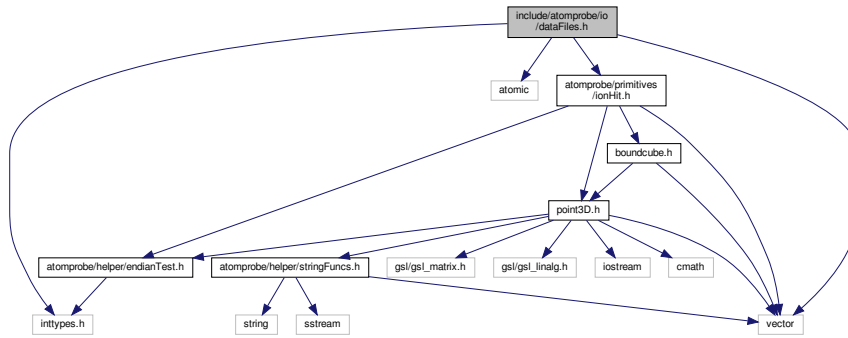 include/atomprobe/io
/dataFiles.h
atomic
atomprobe/primitives
/ionHit.h
boundcube.h
point3D.h
atomprobe/helper/endianTest.h
atomprobe/helper/stringFuncs.h
gsl/gsl_matrix.h
gsl/gsl_linalg.h
iostream
cmath
inttypes.h
string
sstream
vector